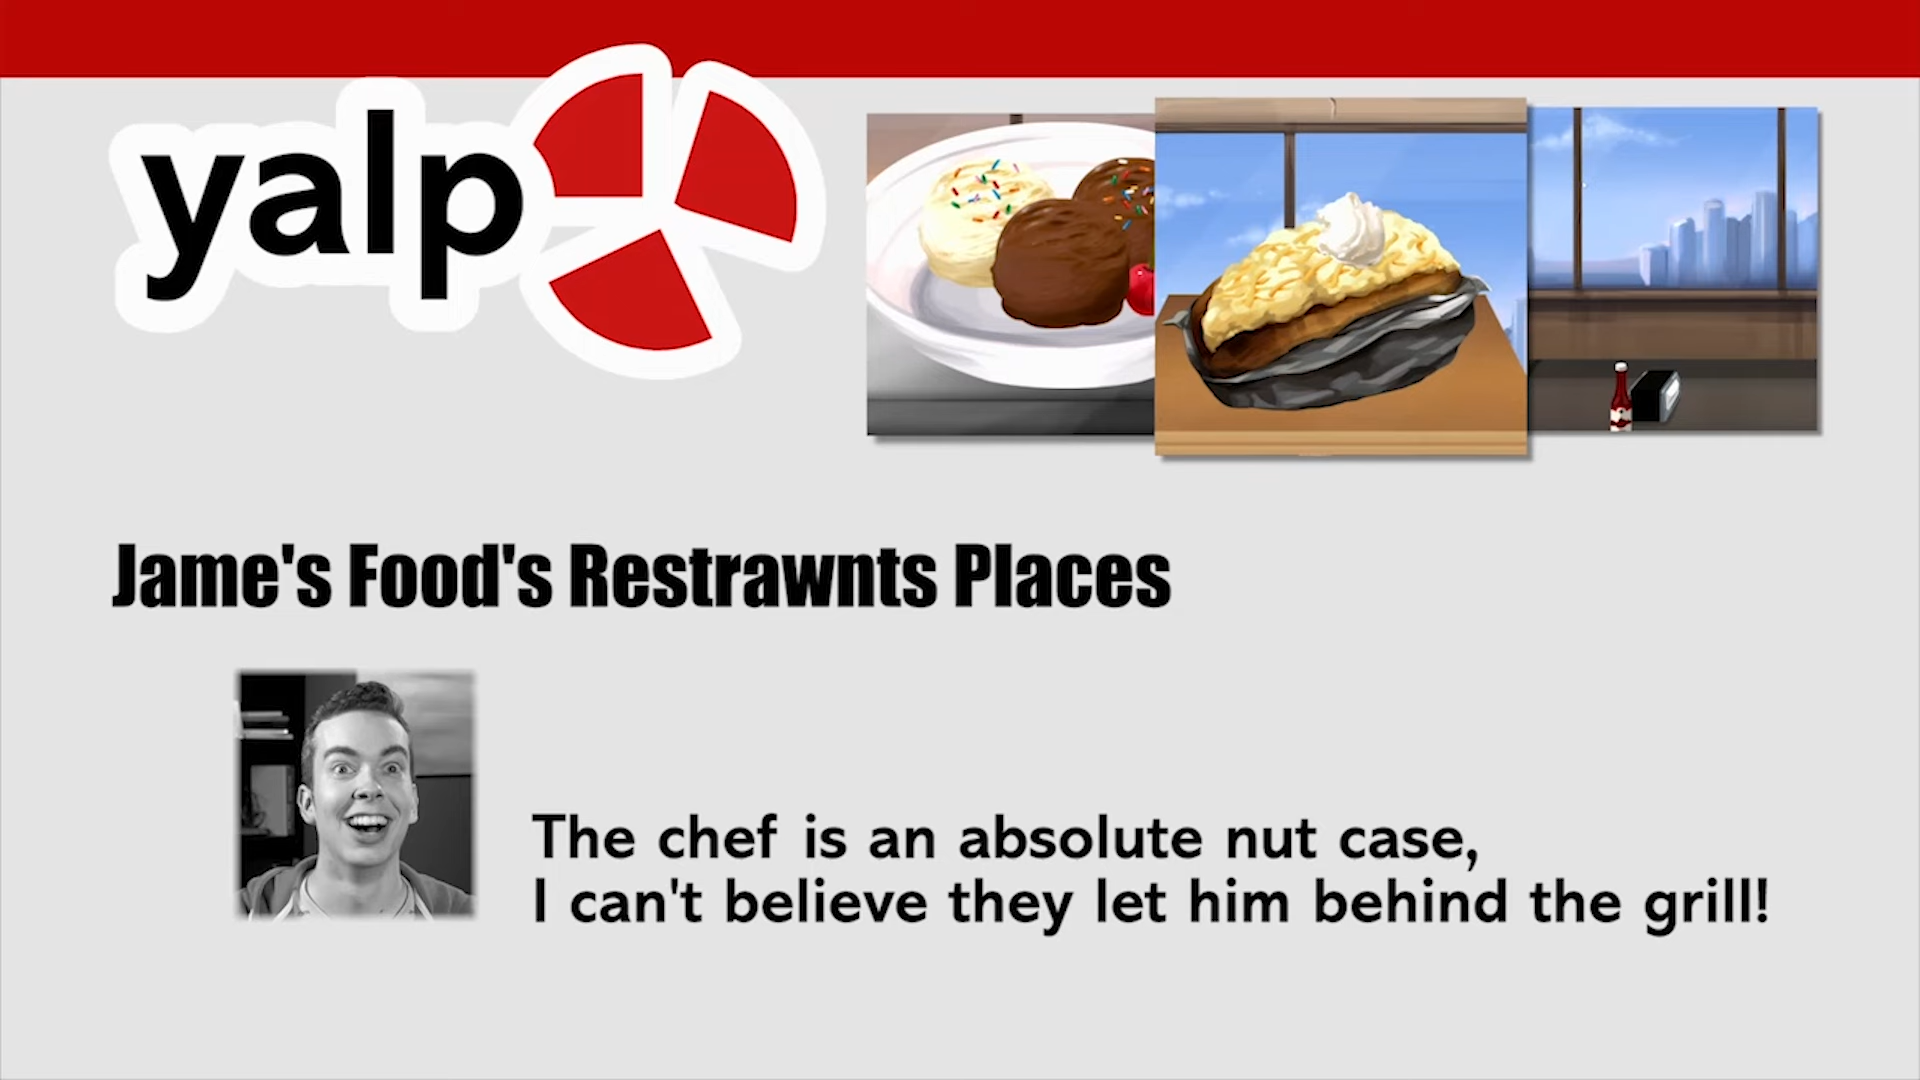 yalp
Jame's Food's Restrawnts Places
The chef is an absolute nut case,
I can't believe they let him behind the grill!